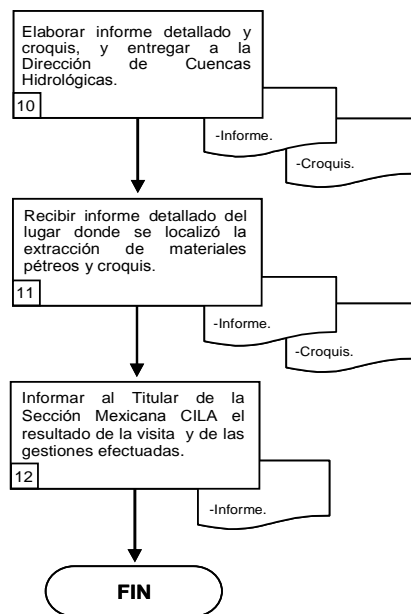 Elaborar informe detallado y
croquis, y entregar a la
Dirección de Cuencas
Hidrológicas.
10
-Informe.
-Croquis.
Recibir informe detallado del
lugar donde se localizó la
extracción de materiales
pétreos y croquis.
11
-Informe.
-Croquis.
Informar al Titular de la
Sección Mexicana CILA el
resultado de la visita y de las
gestiones efectuadas.
12
-Informe.
FIN